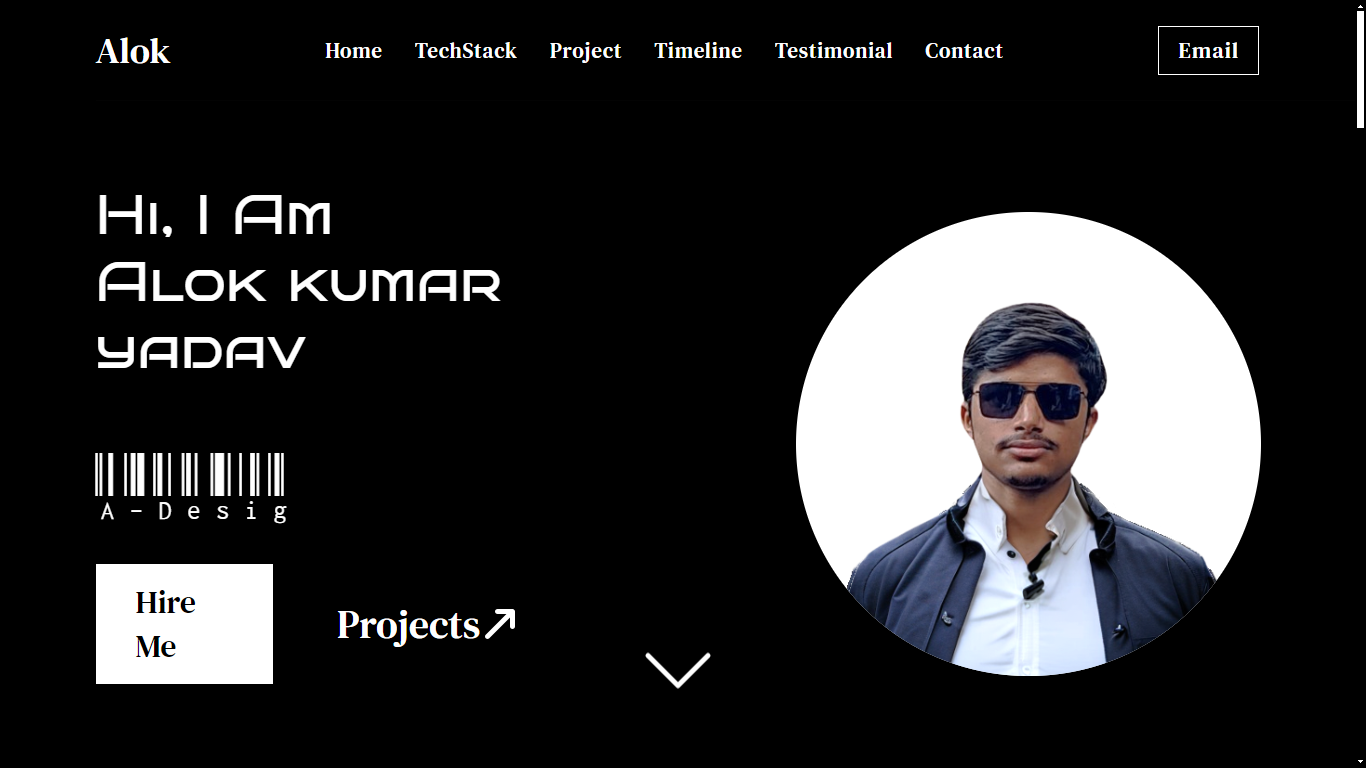 Alok
Home TechStack Project Timeline Testimonial Contact
Email
Hi, I Am
Alok kumar
yadav
A-Desig
Hire
Me
Projects